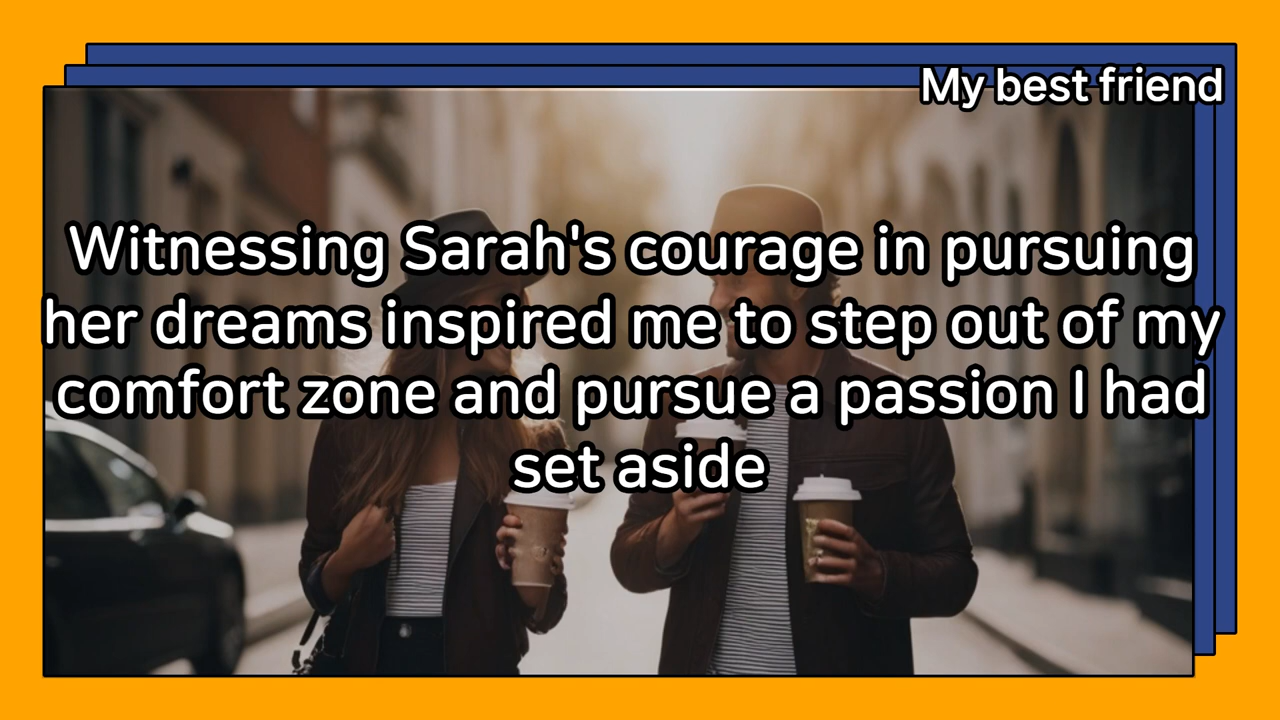 My best friend
Witnessing Sarah's courage in pursuing
her dreams inspired me to step out of my
comfort zone and pursue a passion I had
set aside